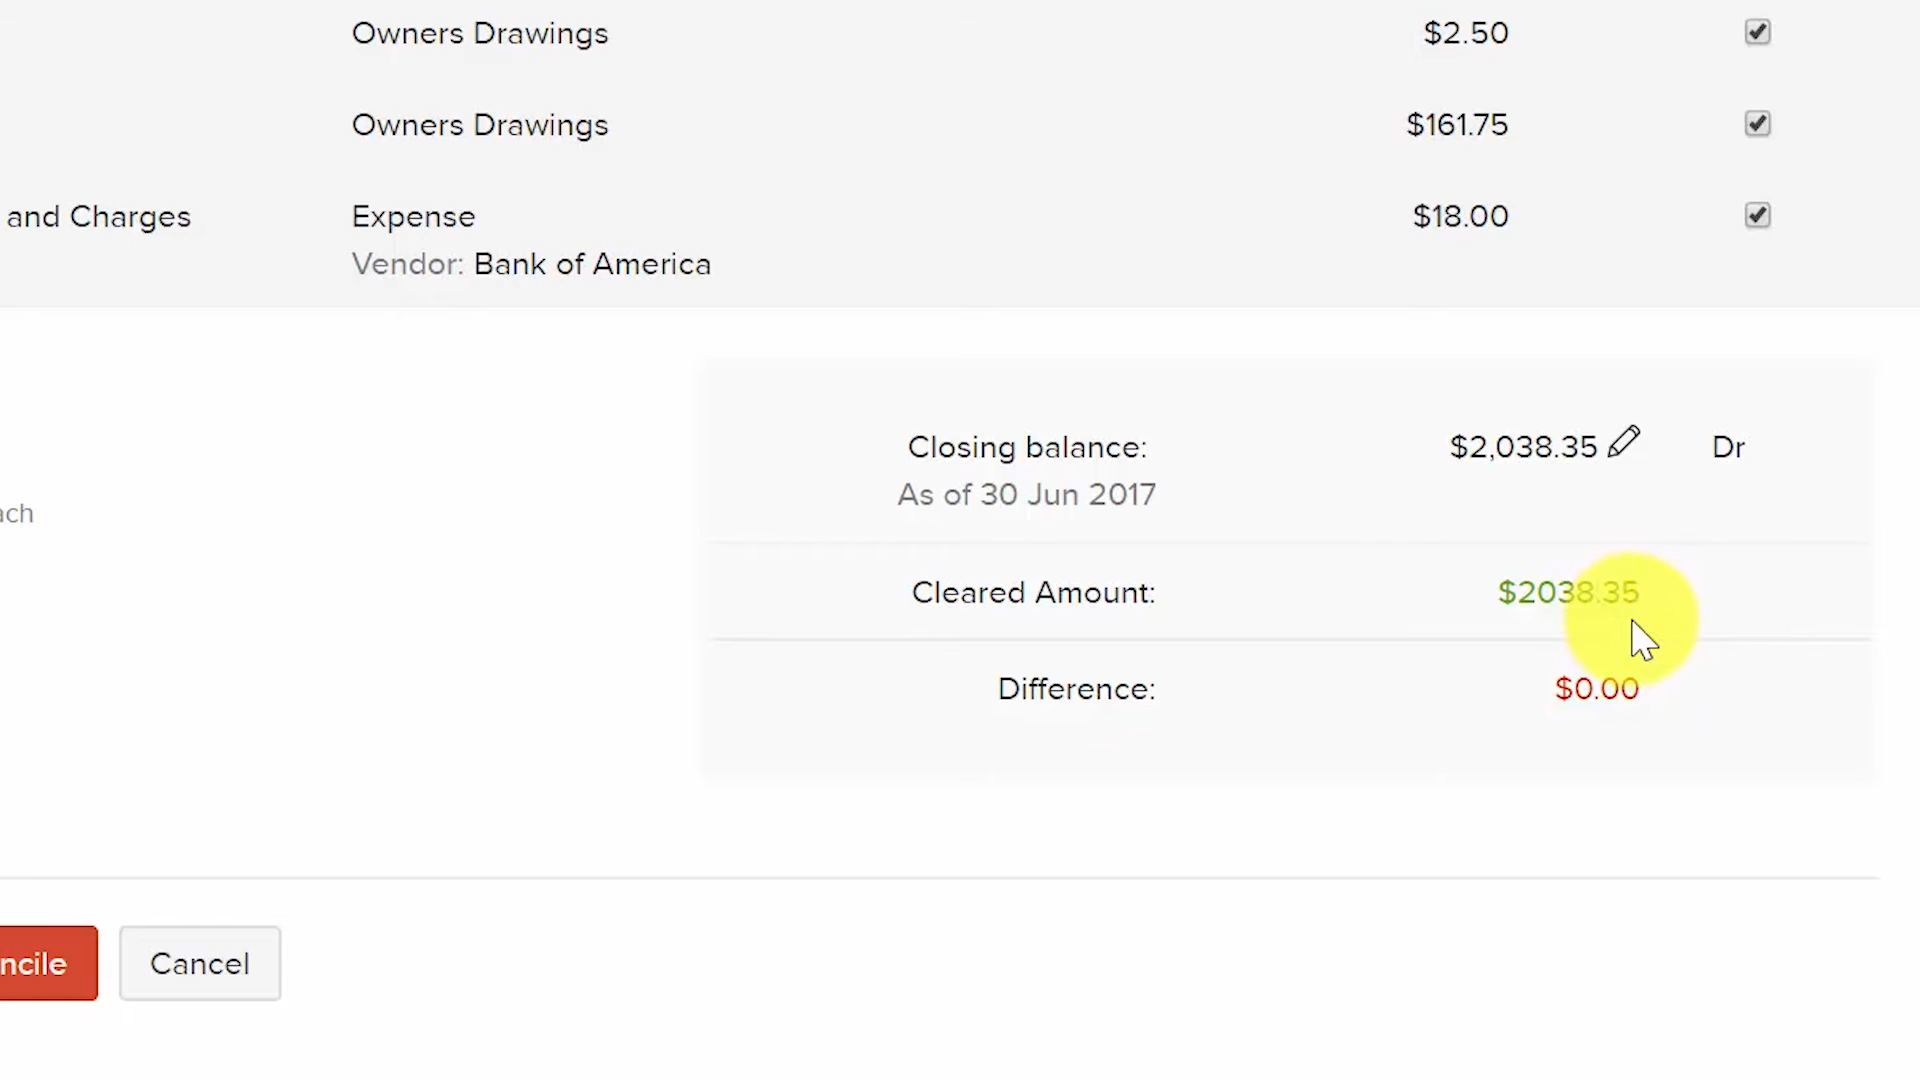 Owners Drawings $2.50
Owners Drawings $161.75
and Charges Expense $18.00
Vendor: Bank of America
Closing balance: $2,038.35 Dr
As of 30 Jun 2017
ach
Cleared Amount: $2038.35
Difference: $0.00
ncile Cancel